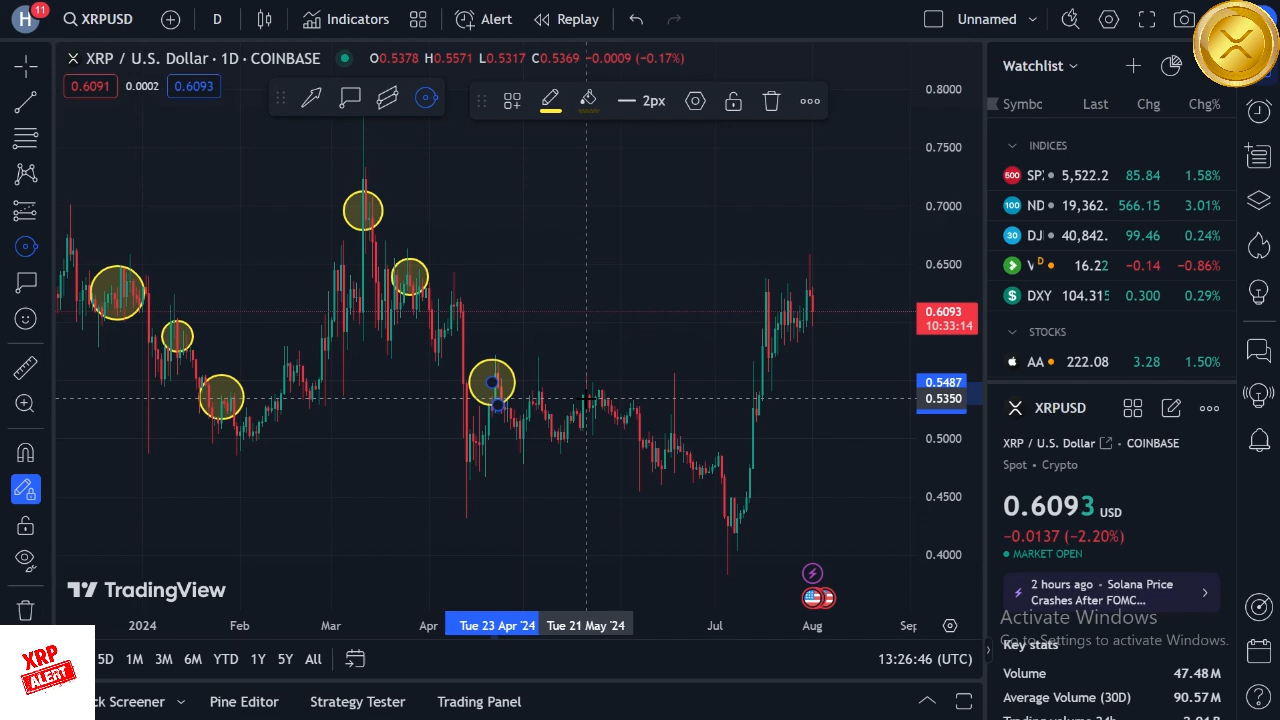 H 11 XRPUSD D Indicators Alert Replay Unnamed
XRP / U.S. Dollar · 1D · COINBASE O0.5378 H0.5571 L0.5317 C0.5369 −0.0009 (−0.17%)
0.6091 0.0002 0.6093
2px
0.8000
0.7500
0.7000
0.6500
0.6093
10:33:14
0.5487
0.5350
0.5000
0.4500
0.4000
TradingView
2024 Feb Mar Apr Tue 23 Apr '24 Tue 21 May '24 Jul Aug Sep
5D 1M 3M 6M YTD 1Y 5Y All 13:26:46 (UTC)
XRP
ALERT
ck Screener Pine Editor Strategy Tester Trading Panel
Watchlist
Symbc Last Chg Chg%
INDICES
500 SP 5,522.2 85.84 1.58%
100 ND 19,362. 566.15 3.01%
30 DJ 40,842. 99.46 0.24%
V D 16.22 −0.14 −0.86%
$ DXY 104.315 0.300 0.29%
STOCKS
AA 222.08 3.28 1.50%
XRPUSD
XRP / U.S. Dollar · COINBASE
Spot · Crypto
0.6093 USD
−0.0137 (−2.20%)
MARKET OPEN
2 hours ago · Solana Price
Crashes After FOMC...
Activate Windows
Go to Settings to activate Windows.
Key stats
Volume 47.48M
Average Volume (30D) 90.57M